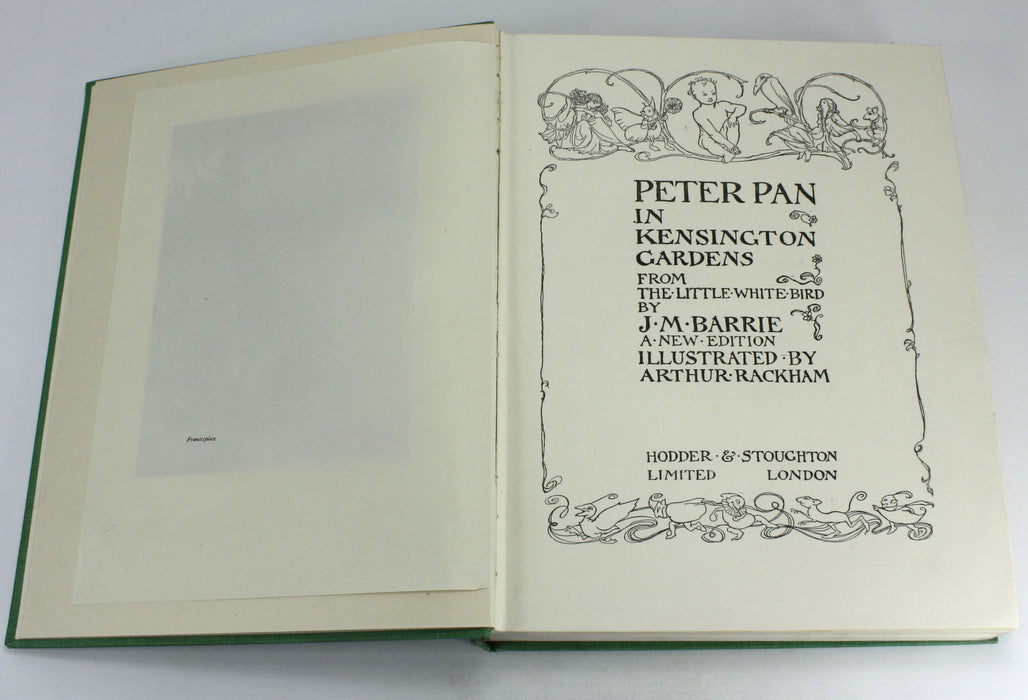 Frontispiece
PETER PAN
IN
KENSINGTON
GARDENS
FROM
THE·LITTLE·WHITE·BIRD
BY
J·M·BARRIE
A·NEW·EDITION
ILLUSTRATED·BY
ARTHUR·RACKHAM
HODDER·&·STOUGHTON
LIMITED LONDON